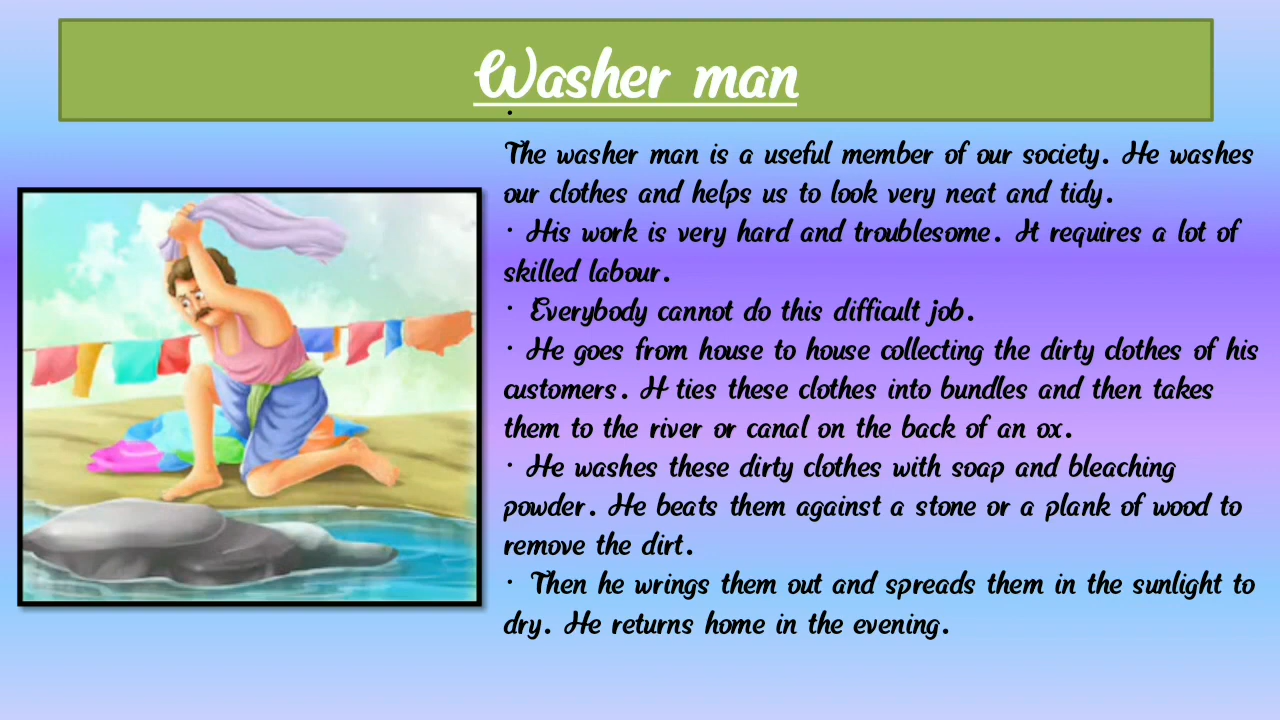 Washer man
·
The washer man is a useful member of our society. He washes
our clothes and helps us to look very neat and tidy.
· His work is very hard and troublesome. It requires a lot of
skilled labour.
· Everybody cannot do this difficult job.
· He goes from house to house collecting the dirty clothes of his
customers. H ties these clothes into bundles and then takes
them to the river or canal on the back of an ox.
· He washes these dirty clothes with soap and bleaching
powder. He beats them against a stone or a plank of wood to
remove the dirt.
· Then he wrings them out and spreads them in the sunlight to
dry. He returns home in the evening.